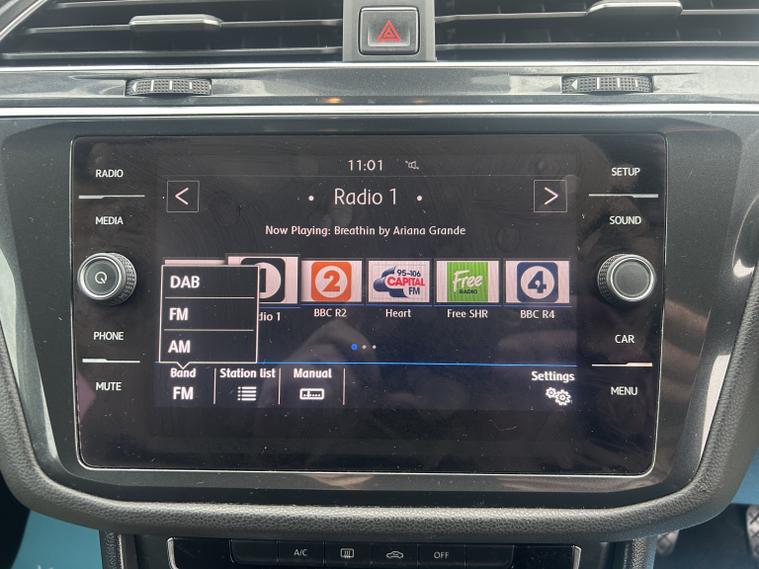 RADIO
MEDIA
PHONE
MUTE
11:01
< • Radio 1 • >
Now Playing: Breathin by Ariana Grande
DAB
FM
AM
1
dio 1
2
BBC R2
95-106
CAPITAL
FM
Heart
Free
RADIO
Free SHR
4
BBC R4
Band
FM
Station list
Manual
Settings
SETUP
SOUND
CAR
MENU
A/C
OFF